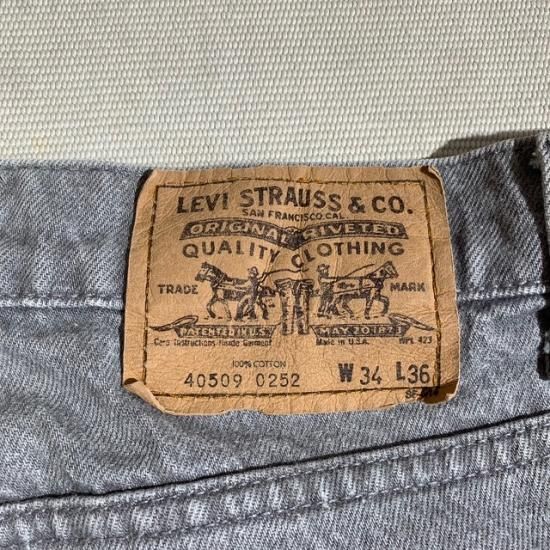 LEVI STRAUSS & CO.
SAN FRANCISCO, CAL.
ORIGINAL RIVETED
QUALITY CLOTHING
TRADE MARK
PATENTED IN U.S. MAY 20 1873
Care Instructions Inside Garment Made in U.S.A. WPL 423
100% COTTON
40509 0252 W 34 L 36